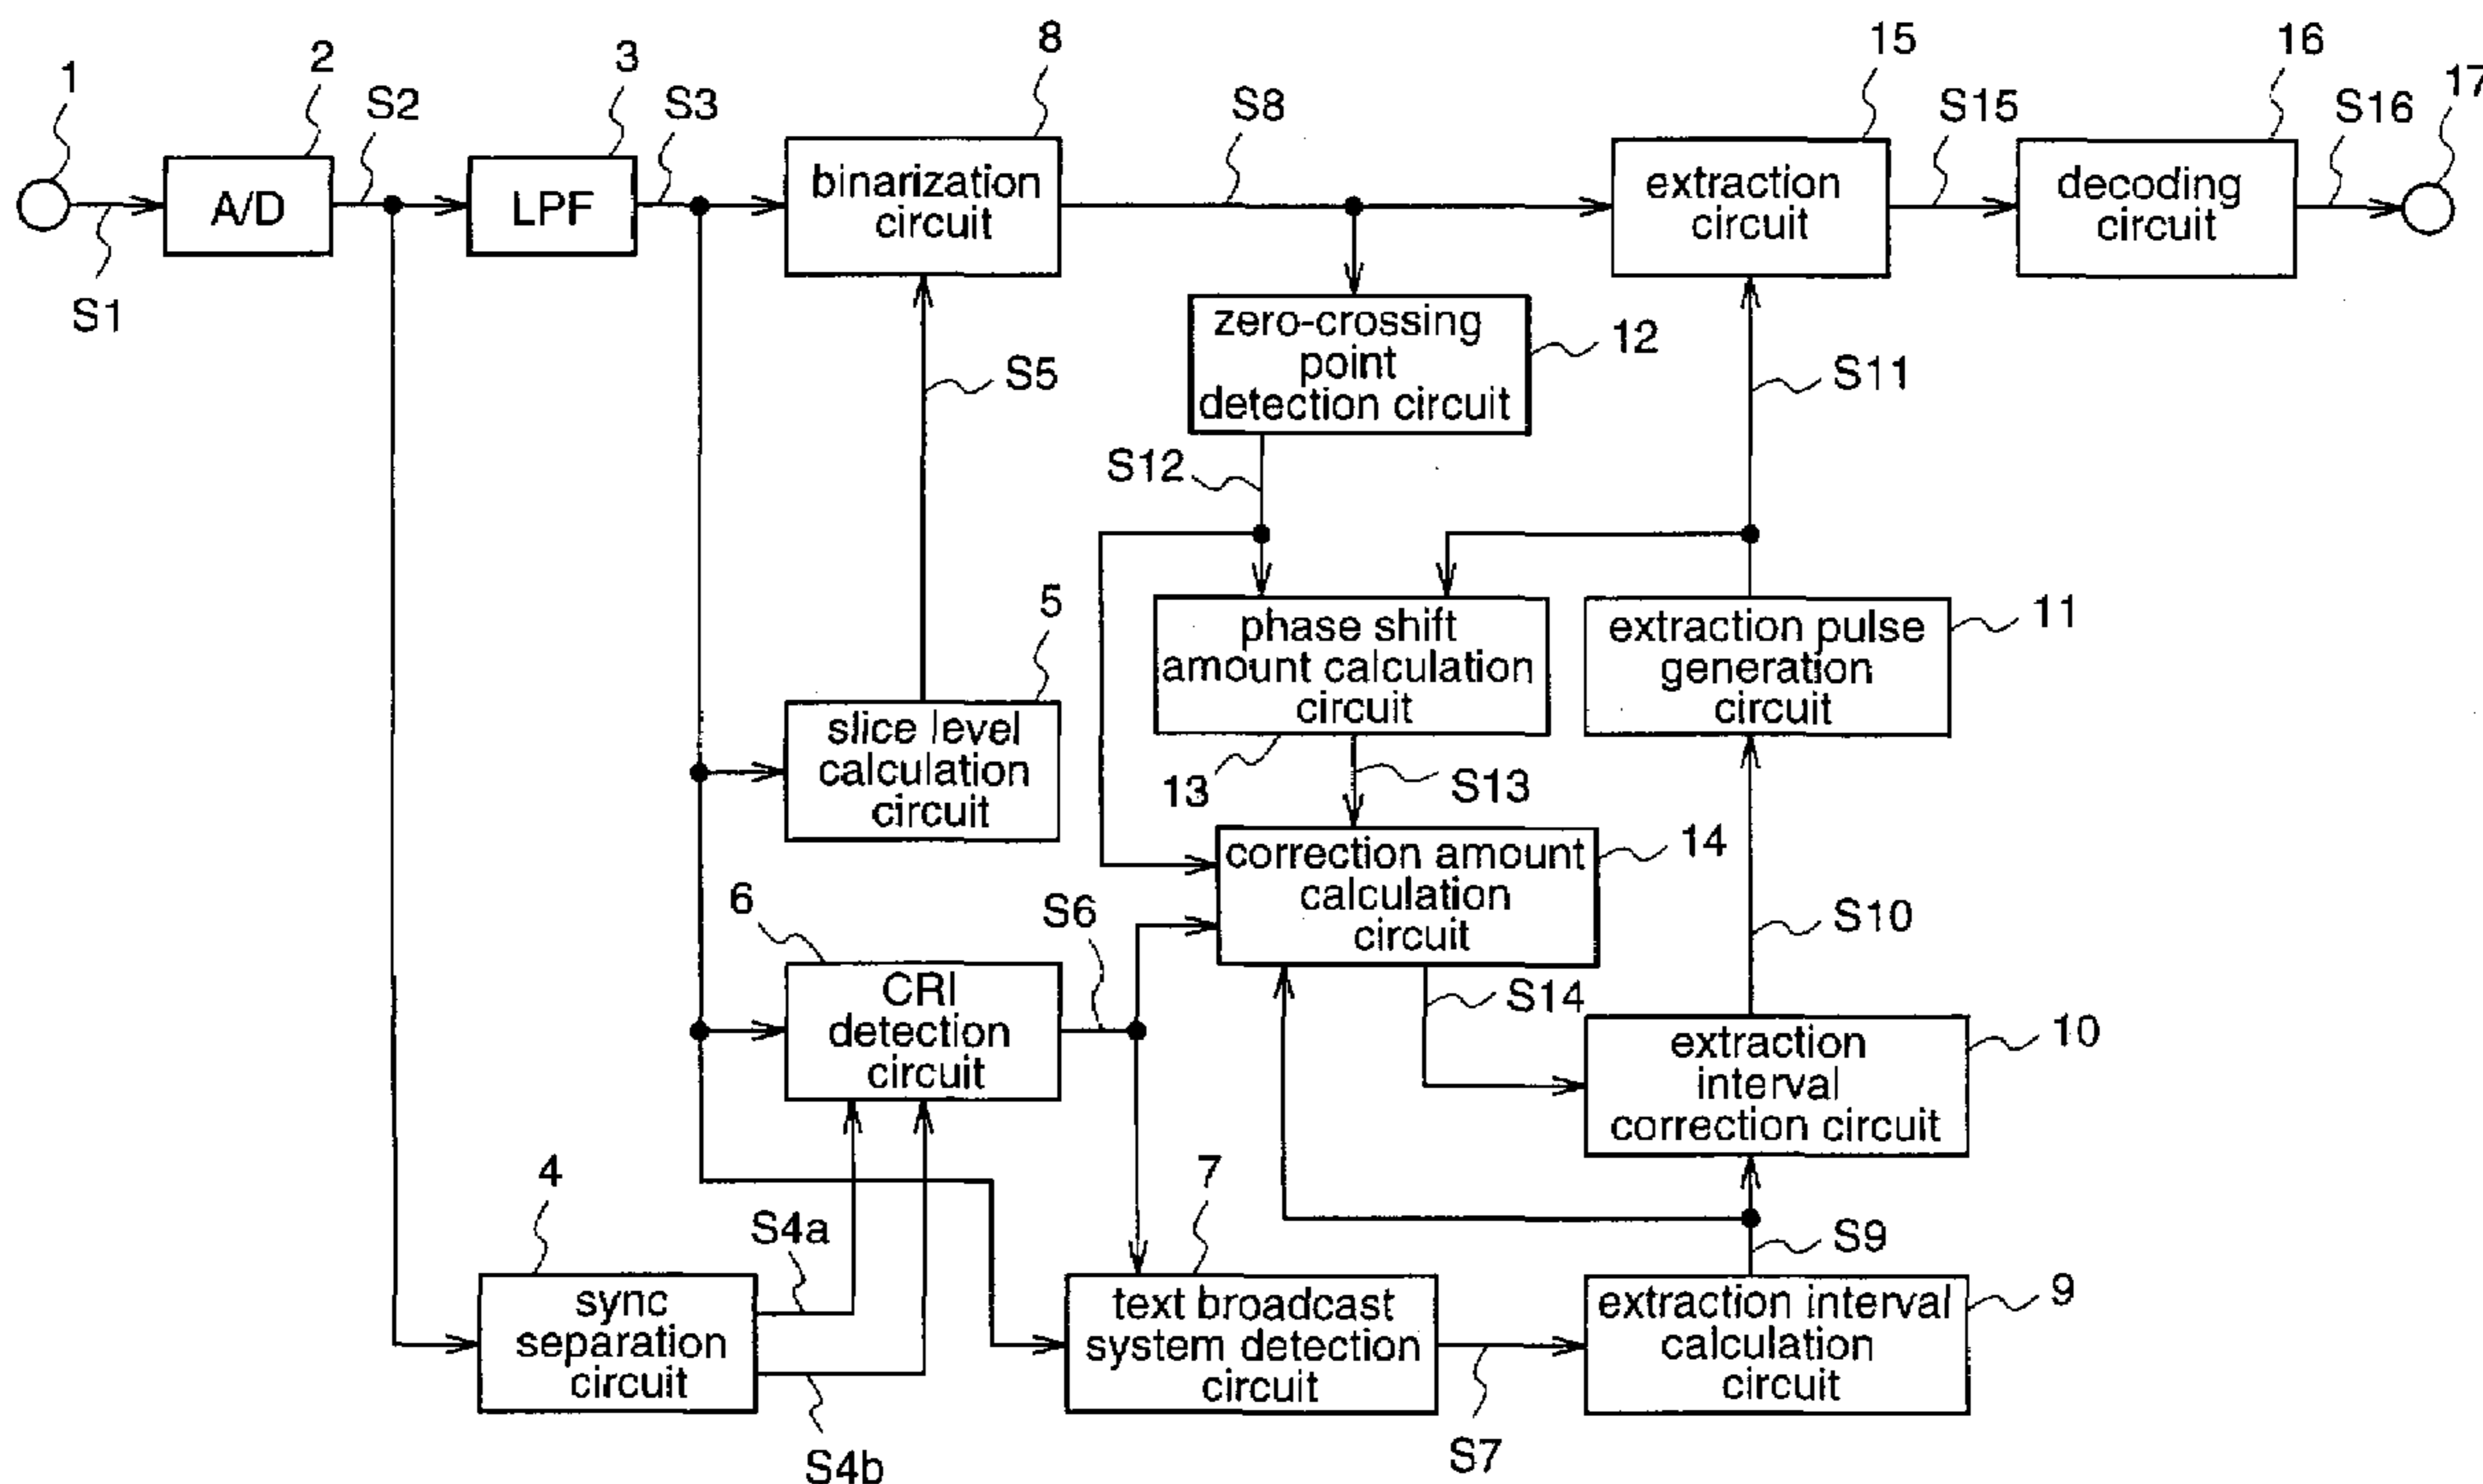 1
2
3
8
15
16
17
S1
A/D
S2
LPF
S3
binarization
circuit
S8
extraction
circuit
S15
decoding
circuit
S16
zero-crossing
point
detection circuit
12
S5
S11
S12
5
slice level
calculation
circuit
phase shift
amount calculation
circuit
13
S13
extraction pulse
generation
circuit
11
correction amount
calculation
circuit
14
S10
6
CRI
detection
circuit
S6
S14
extraction
interval
correction circuit
10
4
sync
separation
circuit
S4a
S4b
7
text broadcast
system detection
circuit
S7
S9
extraction interval
calculation
circuit
9